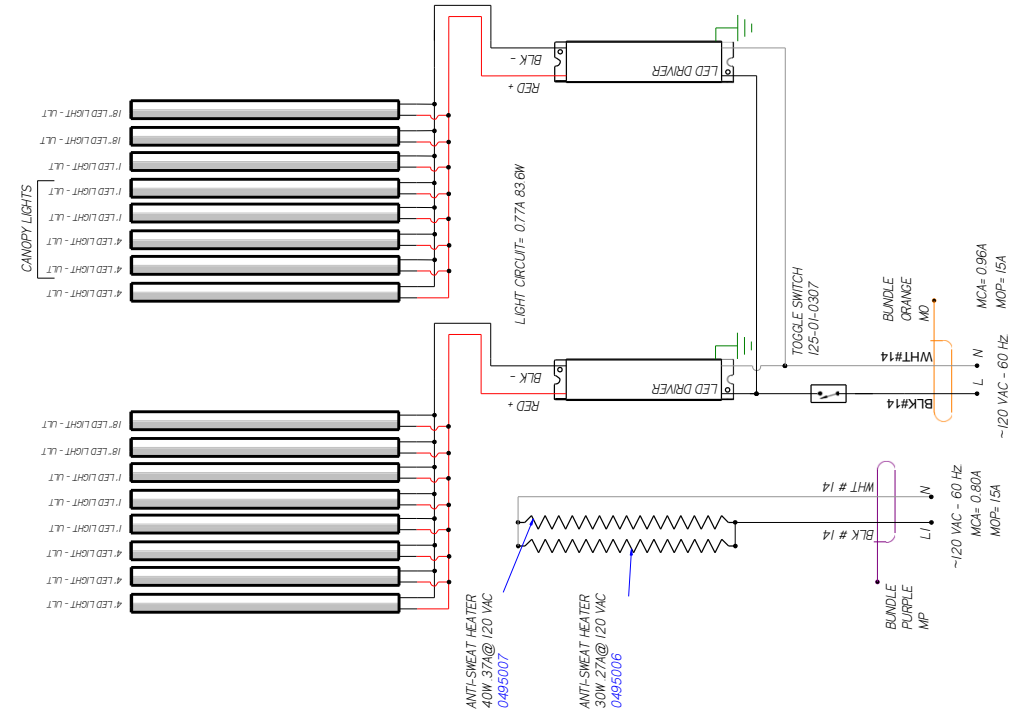 18" LED LIGHT - ULT
18" LED LIGHT - ULT
1' LED LIGHT - ULT
1' LED LIGHT - ULT
1' LED LIGHT - ULT
4' LED LIGHT - ULT
4' LED LIGHT - ULT
4' LED LIGHT - ULT
CANOPY LIGHTS
BLK -
RED +
LED DRIVER
LIGHT CIRCUIT= 0.77A 83.6W
TOGGLE SWITCH
125-01-0307
BUNDLE
ORANGE
MO
MCA= 0.96A
MOP= 15A
18" LED LIGHT - ULT
18" LED LIGHT - ULT
1' LED LIGHT - ULT
1' LED LIGHT - ULT
1' LED LIGHT - ULT
4' LED LIGHT - ULT
4' LED LIGHT - ULT
4' LED LIGHT - ULT
BLK -
RED +
LED DRIVER
WHT#14
BLK#14
N
L
~120 VAC - 60 Hz
WHT # 14
BLK # 14
N
L1
~120 VAC - 60 Hz
MCA= 0.80A
MOP= 15A
BUNDLE
PURPLE
MP
ANTI-SWEAT HEATER
40W .37A@ 120 VAC
0495007
ANTI-SWEAT HEATER
30W .27A@ 120 VAC
0495006